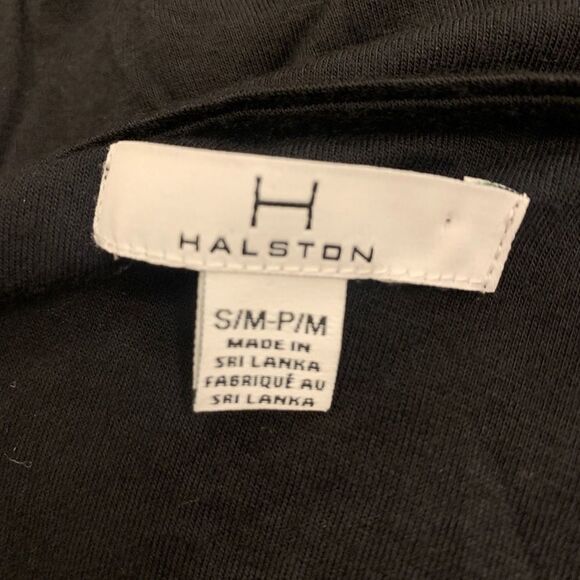 H
HALSTON
S/M-P/M
MADE IN
SRI LANKA
FABRIQUÉ AU
SRI LANKA